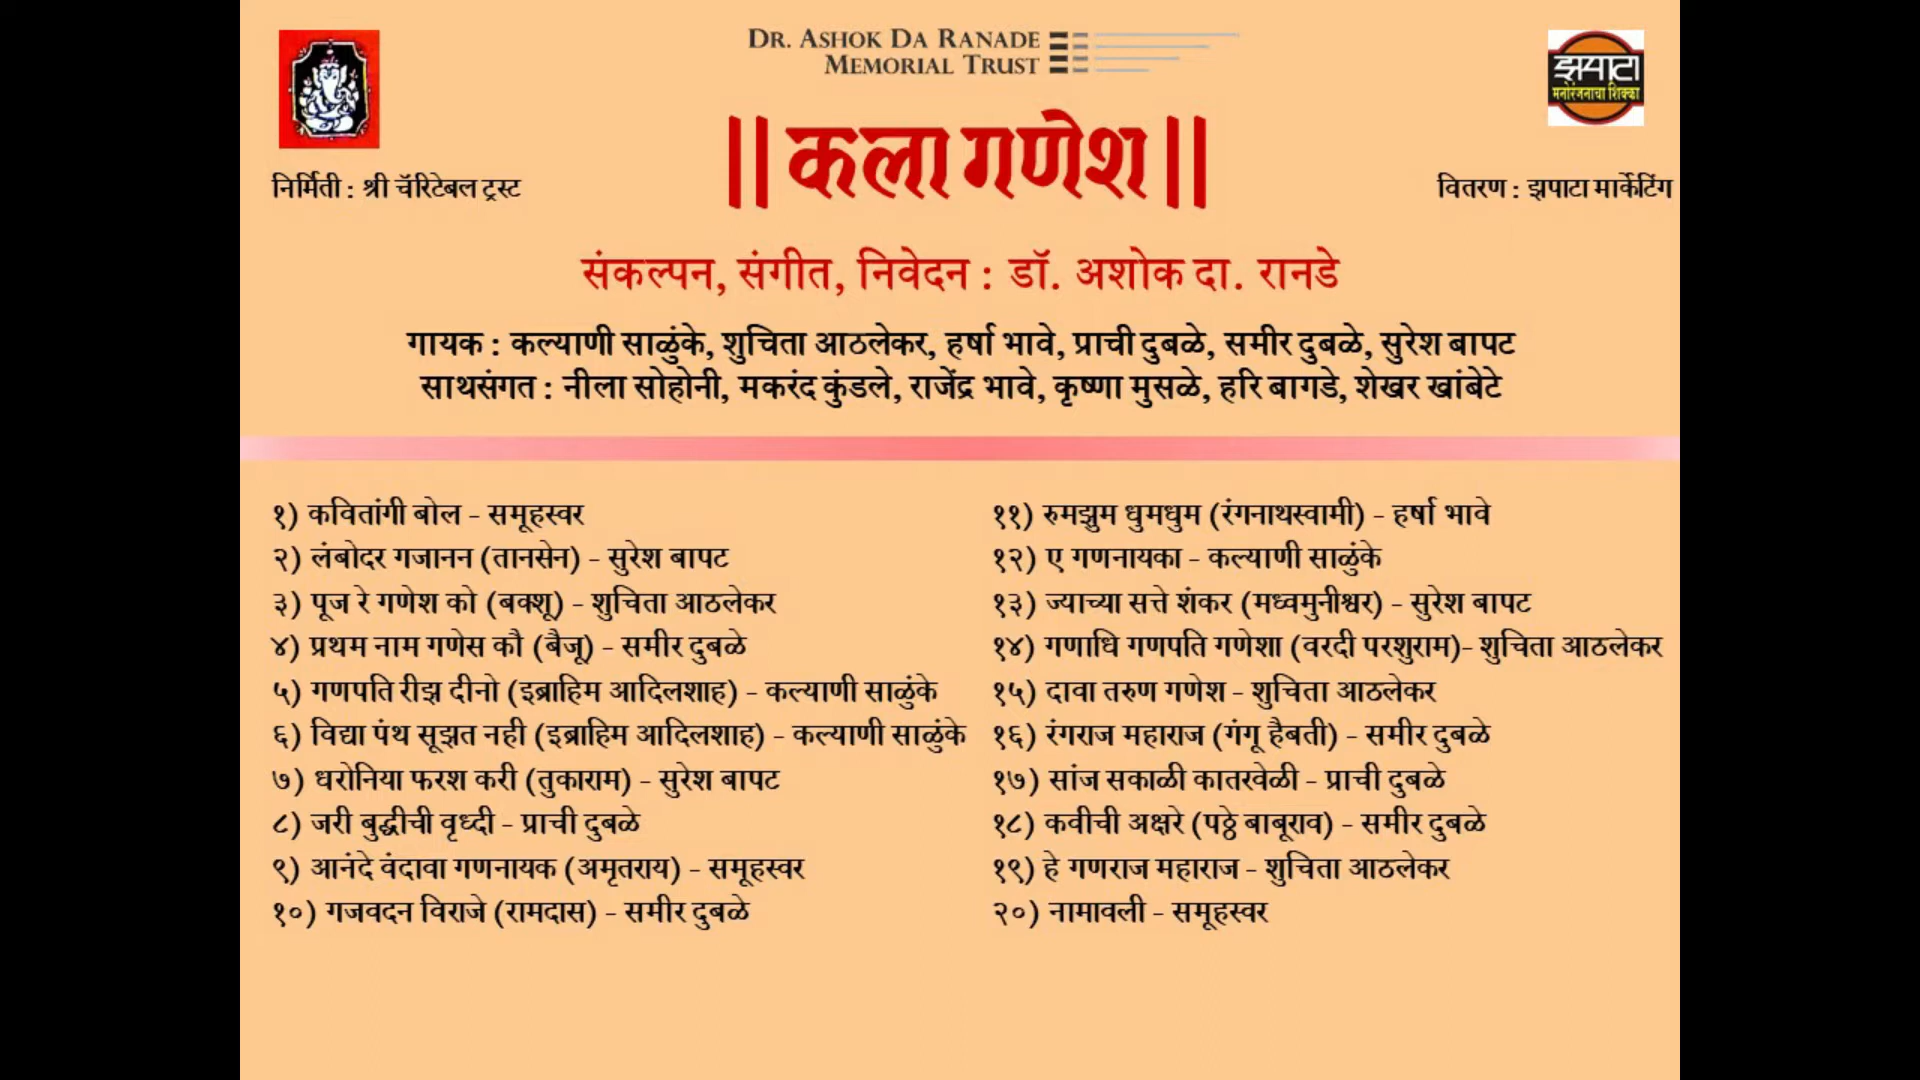 DR. ASHOK DA RANADE
MEMORIAL TRUST
झपाटा
मनोरंजनाचा शिक्का
॥ कला गणेश ॥
निर्मिती : श्री चॅरिटेबल ट्रस्ट
वितरण : झपाटा मार्केटिंग
संकल्पन, संगीत, निवेदन : डॉ. अशोक दा. रानडे
गायक : कल्याणी साळुंके, शुचिता आठलेकर, हर्षा भावे, प्राची दुबळे, समीर दुबळे, सुरेश बापट
साथसंगत : नीला सोहोनी, मकरंद कुंडले, राजेंद्र भावे, कृष्णा मुसळे, हरि बागडे, शेखर खांबेटे
१) कवितांगी बोल - समूहस्वर
२) लंबोदर गजानन (तानसेन) - सुरेश बापट
३) पूज रे गणेश को (बक्शू) - शुचिता आठलेकर
४) प्रथम नाम गणेस कौ (बैजू) - समीर दुबळे
५) गणपति रीझ दीनो (इब्राहिम आदिलशाह) - कल्याणी साळुंके
६) विद्या पंथ सूझत नही (इब्राहिम आदिलशाह) - कल्याणी साळुंके
७) धरोनिया फरश करी (तुकाराम) - सुरेश बापट
८) जरी बुद्धीची वृध्दी - प्राची दुबळे
९) आनंदे वंदावा गणनायक (अमृतराय) - समूहस्वर
१०) गजवदन विराजे (रामदास) - समीर दुबळे
११) रुमझुम धुमधुम (रंगनाथस्वामी) - हर्षा भावे
१२) ए गणनायका - कल्याणी साळुंके
१३) ज्याच्या सत्ते शंकर (मध्वमुनीश्वर) - सुरेश बापट
१४) गणाधि गणपति गणेशा (वरदी परशुराम)- शुचिता आठलेकर
१५) दावा तरुण गणेश - शुचिता आठलेकर
१६) रंगराज महाराज (गंगू हैबती) - समीर दुबळे
१७) सांज सकाळी कातरवेळी - प्राची दुबळे
१८) कवीची अक्षरे (पठ्ठे बाबूराव) - समीर दुबळे
१९) हे गणराज महाराज - शुचिता आठलेकर
२०) नामावली - समूहस्वर